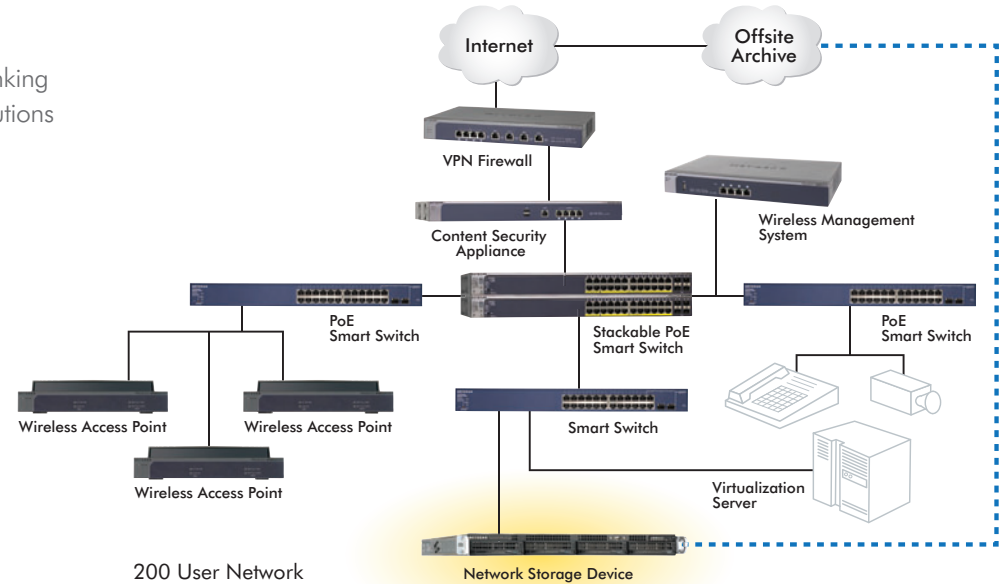 nking
utions
Internet
Offsite
Archive
VPN Firewall
Wireless Management
System
Content Security
Appliance
PoE
Smart Switch
Stackable PoE
Smart Switch
PoE
Smart Switch
Wireless Access Point
Wireless Access Point
Smart Switch
Wireless Access Point
Virtualization
Server
200 User Network
Network Storage Device